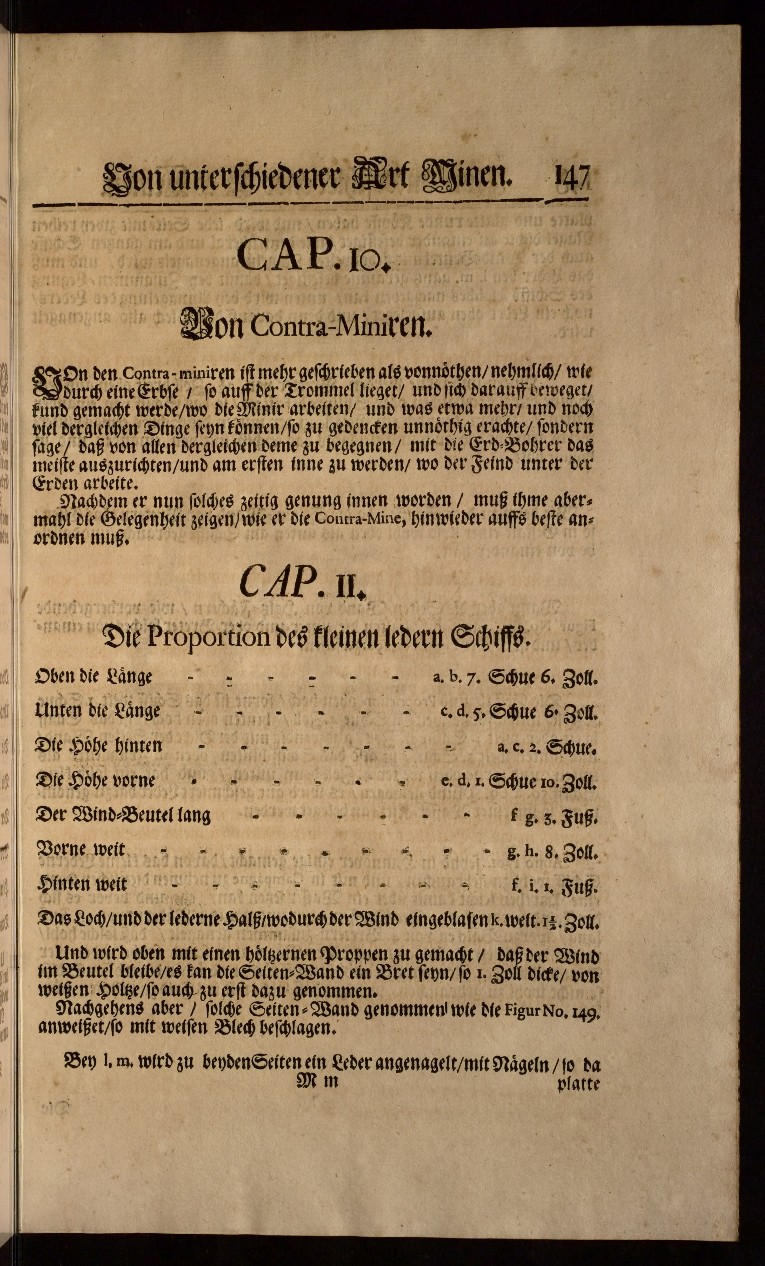 Von unterschiedener Art Minen. 147
CAP. 10.
Von Contra-Miniren.
VOn den Contra-miniren ist mehr geschrieben als vonnöthen/ nehmlich/ wie
durch eine Erbse / so auff der Trommel lieget/ und sich darauff beweget/
kund gemacht werde/wo die Minir arbeiten/ und was etwa mehr/ und noch
viel dergleichen Dinge seyn können/so zu gedencken unnöthig erachte/ sondern
sage/ daß von allen dergleichen deme zu begegnen/ mit die Erd-Bohrer das
meiste auszurichten/und am ersten inne zu werden/ wo der Feind unter der
Erden arbeite.
Nachdem er nun solches zeitig genung innen worden / muß ihme aber-
mahl die Gelegenheit zeigen/wie er die Contra-Mine, hinwieder auffs beste an-
ordnen muß.
CAP. 11.
Die Proportion des kleinen ledern Schiffs.
Oben die Länge - - - - - - a. b. 7. Schue 6. Zoll.
Unten die Länge - - - - - - c. d. 5. Schue 6. Zoll.
Die Höhe hinten - - - - - - - a. c. 2. Schue.
Die Höhe vorne - - - - - - e. d. 1. Schue 10. Zoll.
Der Wind-Beutel lang - - - - - - f g. 3. Fuß.
Vorne weit - - - - - - - - - g. h. 8. Zoll.
Hinten weit - - - - - - - - f. i. 1. Fuß.
Das Loch/und der lederne Halß/wodurch der Wind eingeblasen k. weit. 1½. Zoll.
Und wird oben mit einen höltzernen Proppen zu gemacht / daß der Wind
im Beutel bleibe/es kan die Seiten-Wand ein Bret seyn/so 1. Zoll dicke/ von
weißen Holtze/so auch zu erst dazu genommen.
Nachgehens aber / solche Seiten-Wand genommen/ wie die Figur No. 149.
anweißet/so mit weisen Blech beschlagen.
Bey l. m. wird zu beyden Seiten ein Leder angenagelt/mit Nägeln / so da
M m platte